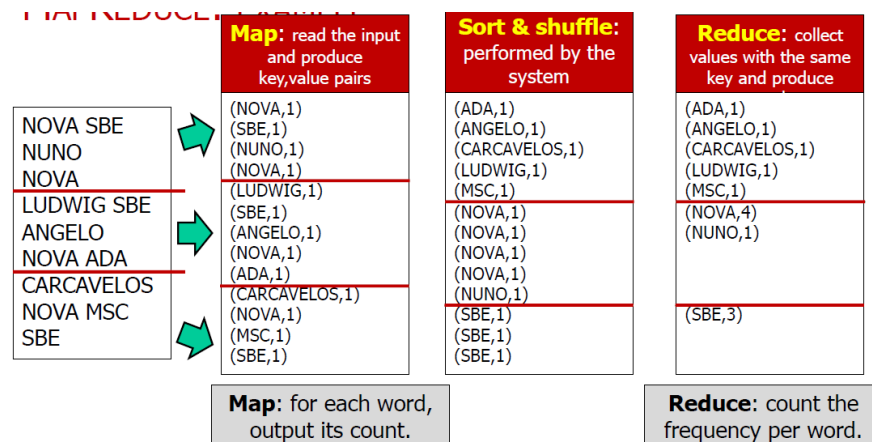 MAPREDUCE: EXAMPLE
Map: read the input
and produce
key,value pairs
Sort & shuffle:
performed by the
system
Reduce: collect
values with the same
key and produce
NOVA SBE
NUNO
NOVA
LUDWIG SBE
ANGELO
NOVA ADA
CARCAVELOS
NOVA MSC
SBE
(NOVA,1)
(SBE,1)
(NUNO,1)
(NOVA,1)
(LUDWIG,1)
(SBE,1)
(ANGELO,1)
(NOVA,1)
(ADA,1)
(CARCAVELOS,1)
(NOVA,1)
(MSC,1)
(SBE,1)
(ADA,1)
(ANGELO,1)
(CARCAVELOS,1)
(LUDWIG,1)
(MSC,1)
(NOVA,1)
(NOVA,1)
(NOVA,1)
(NOVA,1)
(NUNO,1)
(SBE,1)
(SBE,1)
(SBE,1)
(ADA,1)
(ANGELO,1)
(CARCAVELOS,1)
(LUDWIG,1)
(MSC,1)
(NOVA,4)
(NUNO,1)
(SBE,3)
Map: for each word,
output its count.
Reduce: count the
frequency per word.